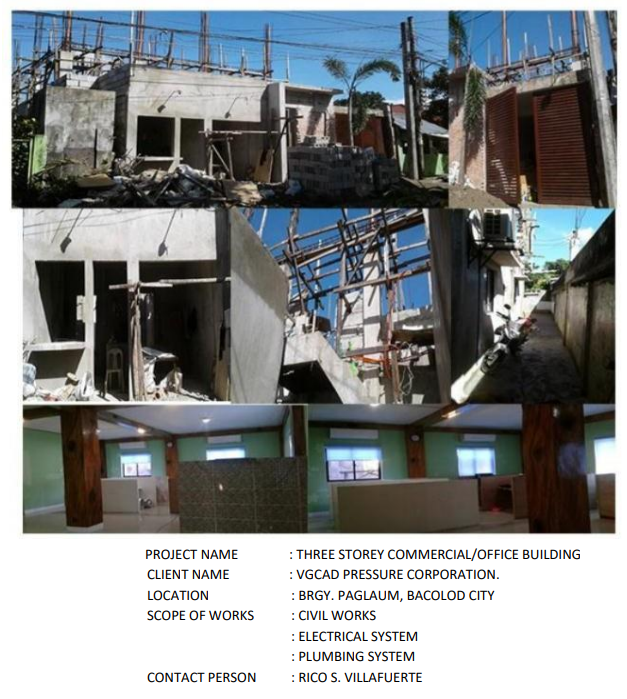 PROJECT NAME : THREE STOREY COMMERCIAL/OFFICE BUILDING
CLIENT NAME : VGCAD PRESSURE CORPORATION.
LOCATION : BRGY. PAGLAUM, BACOLOD CITY
SCOPE OF WORKS : CIVIL WORKS
: ELECTRICAL SYSTEM
: PLUMBING SYSTEM
CONTACT PERSON : RICO S. VILLAFUERTE